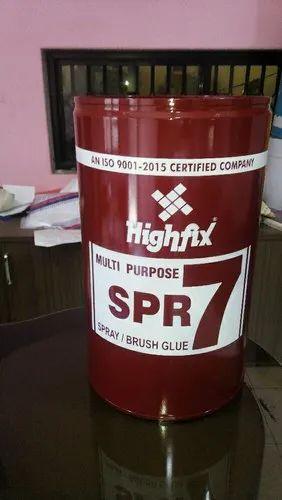 AN ISO 9001-2015 CERTIFIED COMPANY
Highfix®
MULTI PURPOSE
SPR 7
SPRAY / BRUSH GLUE